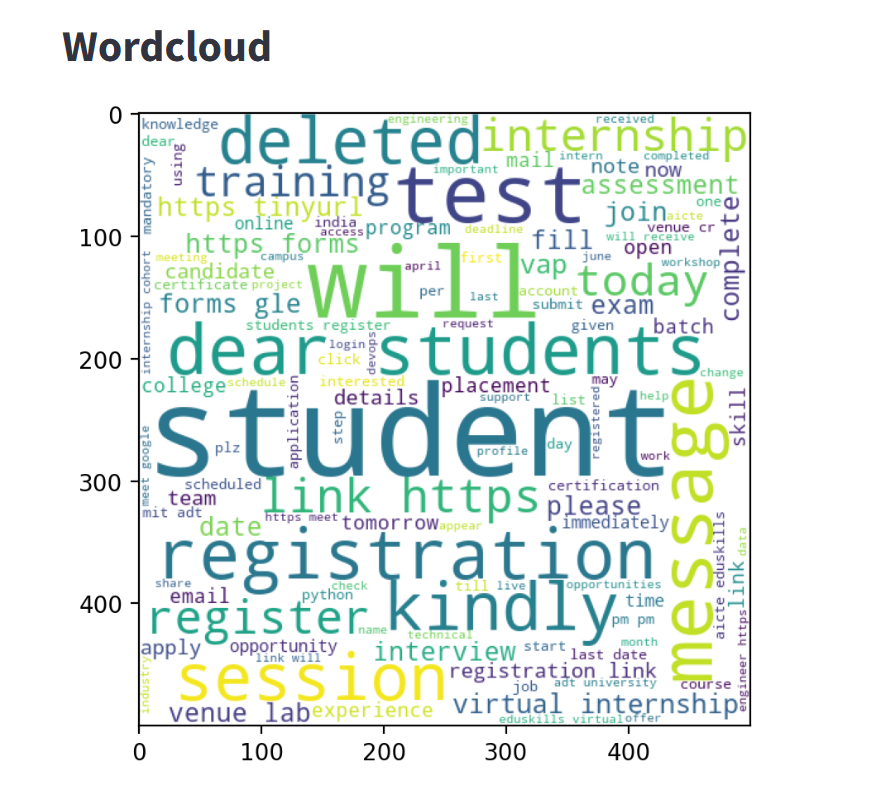 Wordcloud
0
100
200
300
400
0
100
200
300
400
knowledge
dear
using
mandatory
deleted
engineering
internship
received
mail
intern
completed
important
note
now
training
test
assessment
https tinyurl
online
india
access
program
deadline
join
aicte
one
venue cr
will receive
complete
https forms
fill
open
meeting
campus
candidate
certificate
project
will
april
first
vap
june
workshop
account
today
per
last
submit
exam
forms gle
internship cohort
students register
request
given
batch
dear
students
login
click
devops
change
college
schedule
interested
placement
may
details
support
list
help
application
step
registered
skill
student
plz
profile
day
work
message
meet google
scheduled
team
link https
certification
please
mit adt
date
https meet
tomorrow
appear
immediately
registration
aicte eduskills
data
link
share
email
check
python
till
live
opportunities
kindly
time
pm pm
register
name
technical
month
apply
opportunity
link will
interview
start
last date
session
registration link
job
adt university
course
engineer https
industry
venue lab
experience
virtual internship
eduskills virtual
offer